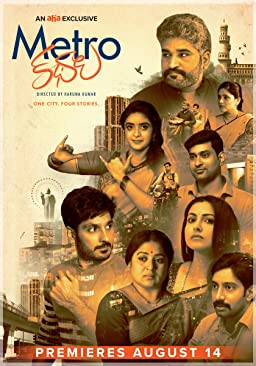 AN aha EXCLUSIVE
Metro
కథలు
DIRECTED BY KARUNA KUMAR
ONE CITY. FOUR STORIES.
PREMIERES AUGUST 14